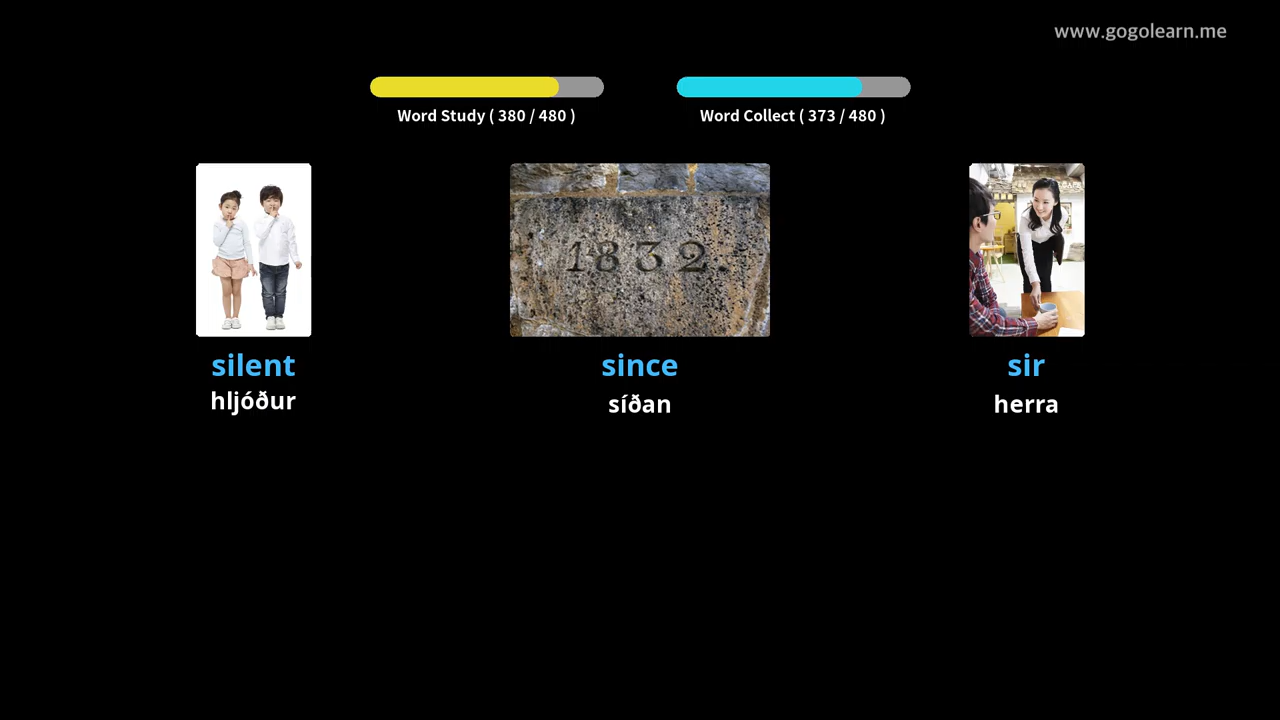 www.gogolearn.me
Word Study ( 380 / 480 )
Word Collect ( 373 / 480 )
1832.
silent
hljóður
since
síðan
sir
herra